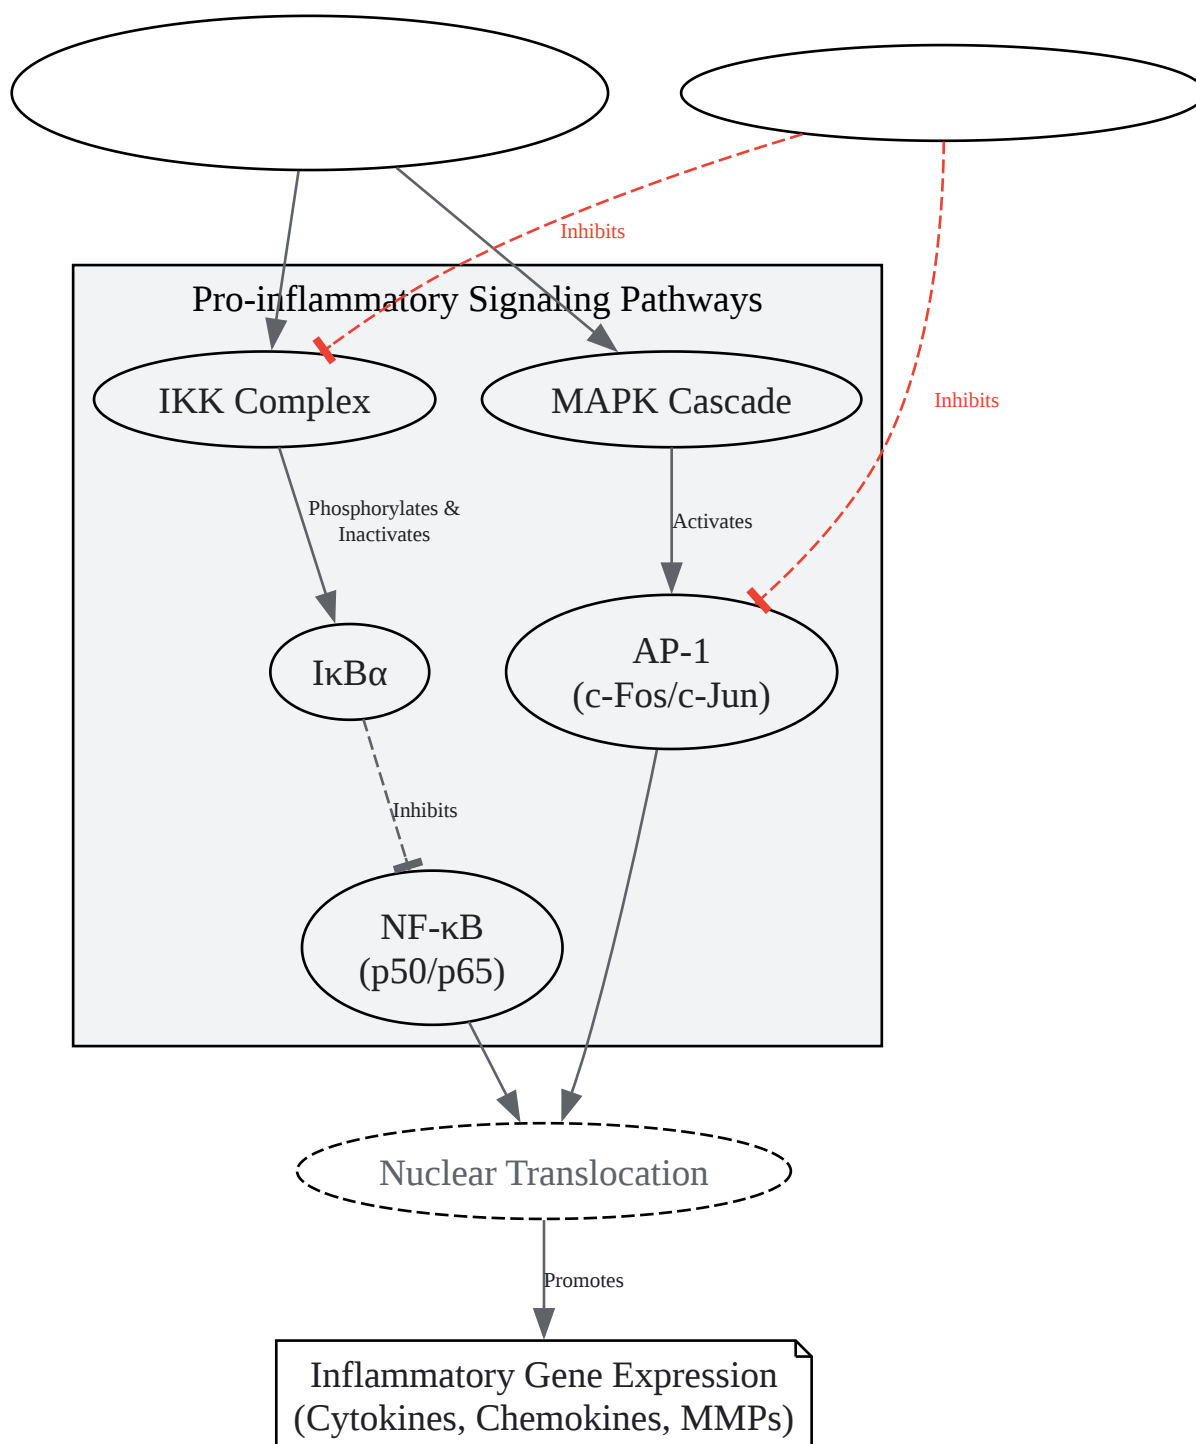 Inhibits
Pro-inflammatory Signaling Pathways
IKK Complex
MAPK Cascade
Inhibits
Phosphorylates &
Inactivates
Activates
IκBα
AP-1
(c-Fos/c-Jun)
Inhibits
NF-κB
(p50/p65)
Nuclear Translocation
Promotes
Inflammatory Gene Expression
(Cytokines, Chemokines, MMPs)